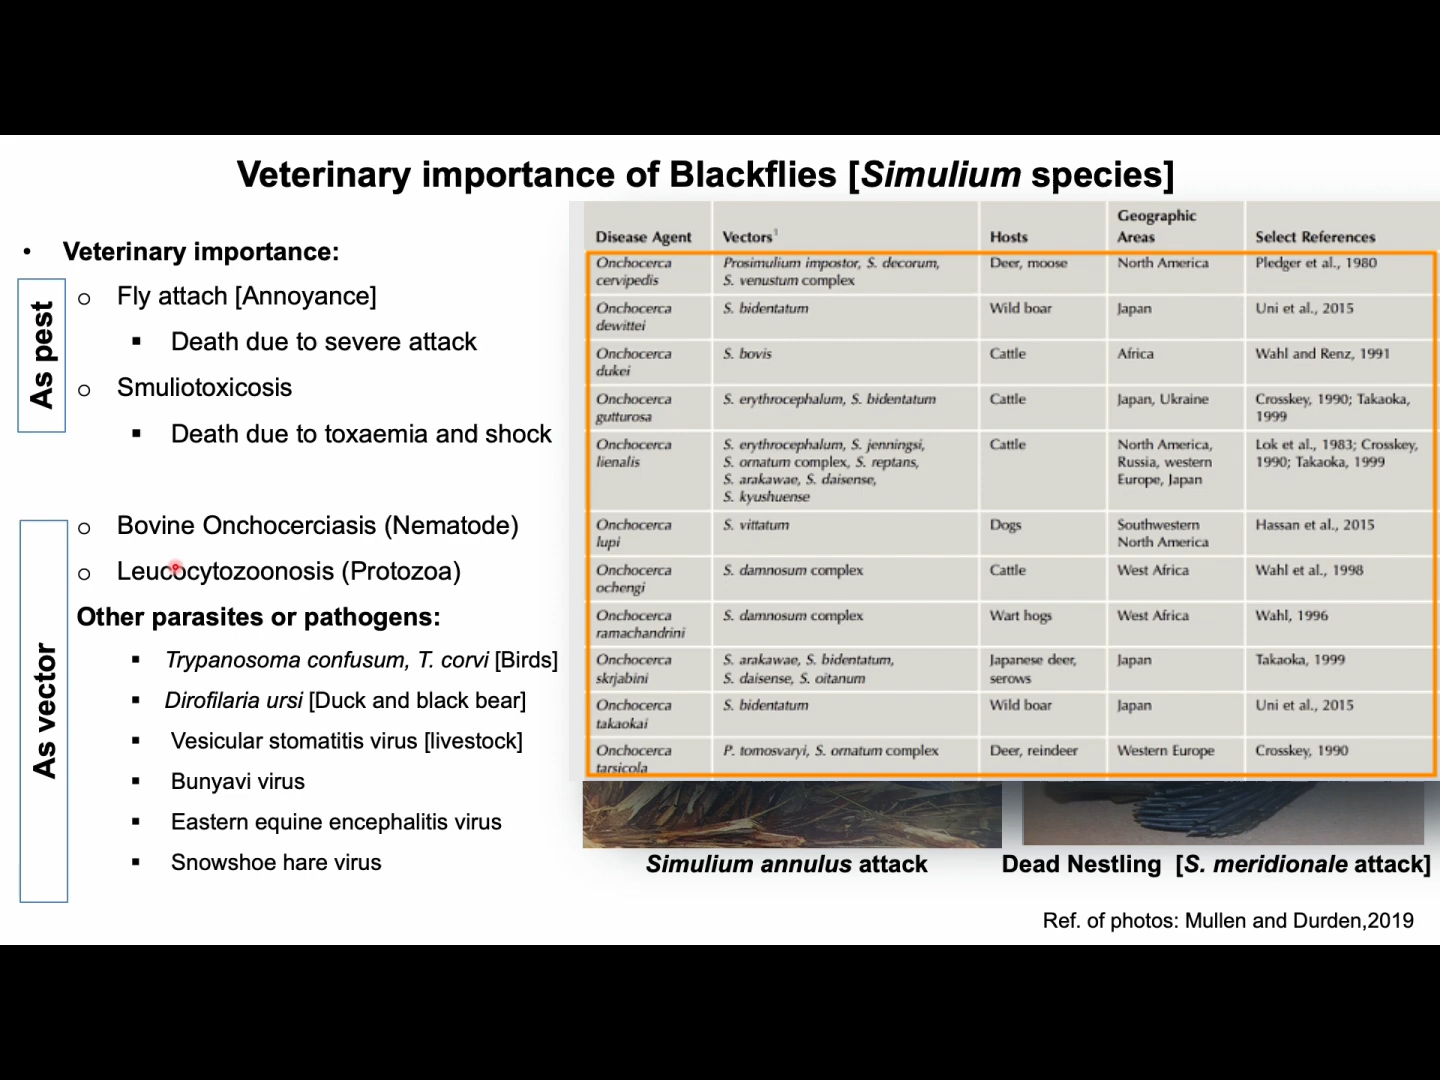 Veterinary importance of Blackflies [Simulium species]
• Veterinary importance:
As pest
o Fly attach [Annoyance]
▪ Death due to severe attack
o Smuliotoxicosis
▪ Death due to toxaemia and shock
As vector
o Bovine Onchocerciasis (Nematode)
o Leucocytozoonosis (Protozoa)
Other parasites or pathogens:
▪ Trypanosoma confusum, T. corvi [Birds]
▪ Dirofilaria ursi [Duck and black bear]
▪ Vesicular stomatitis virus [livestock]
▪ Bunyavi virus
▪ Eastern equine encephalitis virus
▪ Snowshoe hare virus
Geographic
Disease Agent Vectors1 Hosts Areas Select References
Onchocerca Prosimulium impostor, S. decorum, Deer, moose North America Pledger et al., 1980
cervipedis S. venustum complex
Onchocerca S. bidentatum Wild boar Japan Uni et al., 2015
dewittei
Onchocerca S. bovis Cattle Africa Wahl and Renz, 1991
dukei
Onchocerca S. erythrocephalum, S. bidentatum Cattle Japan, Ukraine Crosskey, 1990; Takaoka,
gutturosa 1999
Onchocerca S. erythrocephalum, S. jenningsi, Cattle North America, Lok et al., 1983; Crosskey,
lienalis S. ornatum complex, S. reptans, Russia, western 1990; Takaoka, 1999
S. arakawae, S. daisense, Europe, Japan
S. kyushuense
Onchocerca S. vittatum Dogs Southwestern Hassan et al., 2015
lupi North America
Onchocerca S. damnosum complex Cattle West Africa Wahl et al., 1998
ochengi
Onchocerca S. damnosum complex Wart hogs West Africa Wahl, 1996
ramachandrini
Onchocerca S. arakawae, S. bidentatum, Japanese deer, Japan Takaoka, 1999
skrjabini S. daisense, S. oitanum serows
Onchocerca S. bidentatum Wild boar Japan Uni et al., 2015
takaokai
Onchocerca P. tomosvaryi, S. ornatum complex Deer, reindeer Western Europe Crosskey, 1990
tarsicola
Simulium annulus attack
Dead Nestling [S. meridionale attack]
Ref. of photos: Mullen and Durden,2019